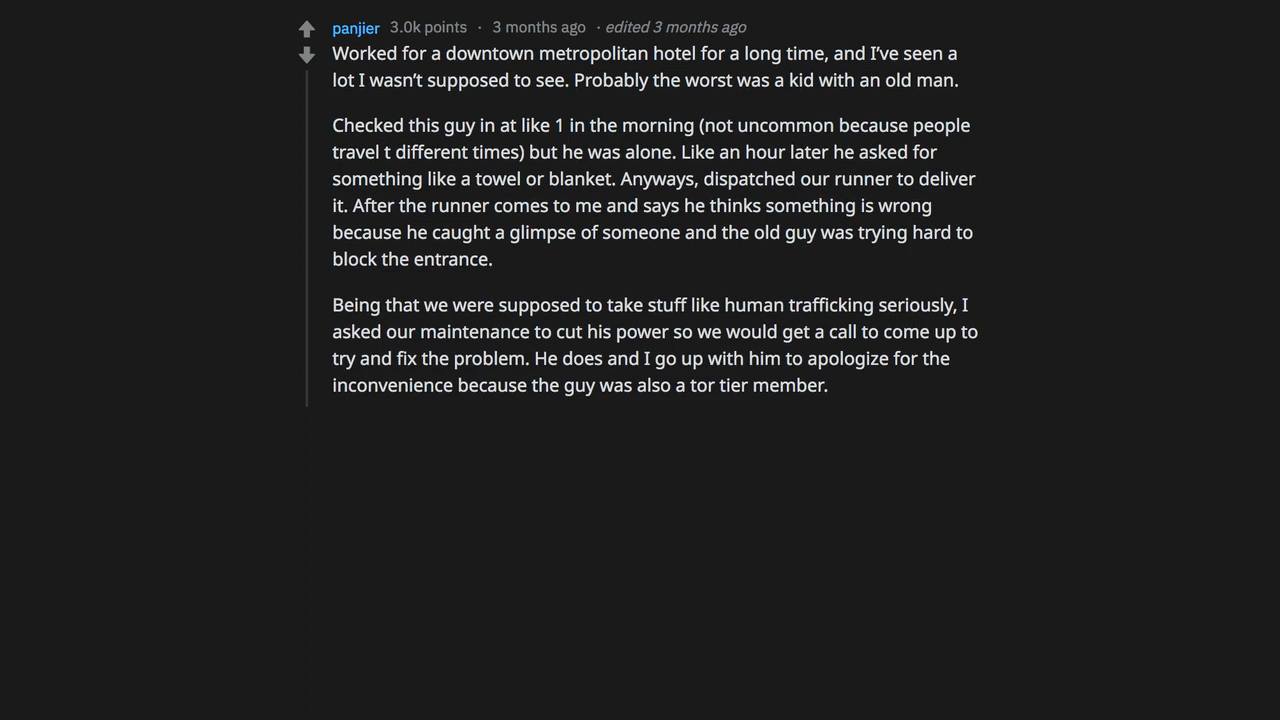 panjier 3.0k points · 3 months ago · edited 3 months ago
Worked for a downtown metropolitan hotel for a long time, and I’ve seen a
lot I wasn’t supposed to see. Probably the worst was a kid with an old man.
Checked this guy in at like 1 in the morning (not uncommon because people
travel t different times) but he was alone. Like an hour later he asked for
something like a towel or blanket. Anyways, dispatched our runner to deliver
it. After the runner comes to me and says he thinks something is wrong
because he caught a glimpse of someone and the old guy was trying hard to
block the entrance.
Being that we were supposed to take stuff like human trafficking seriously, I
asked our maintenance to cut his power so we would get a call to come up to
try and fix the problem. He does and I go up with him to apologize for the
inconvenience because the guy was also a tor tier member.